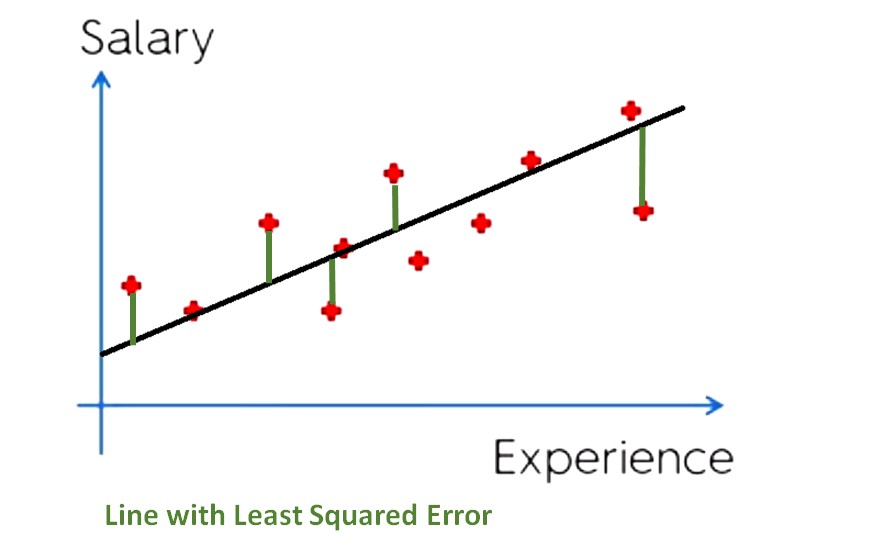 Salary
Experience
Line with Least Squared Error